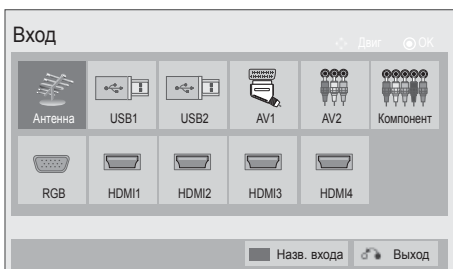 Вход
Двиг OK
Антенна USB1 USB2 AV1 AV2 Компонент
RGB HDMI1 HDMI2 HDMI3 HDMI4
Назв. входа Выход